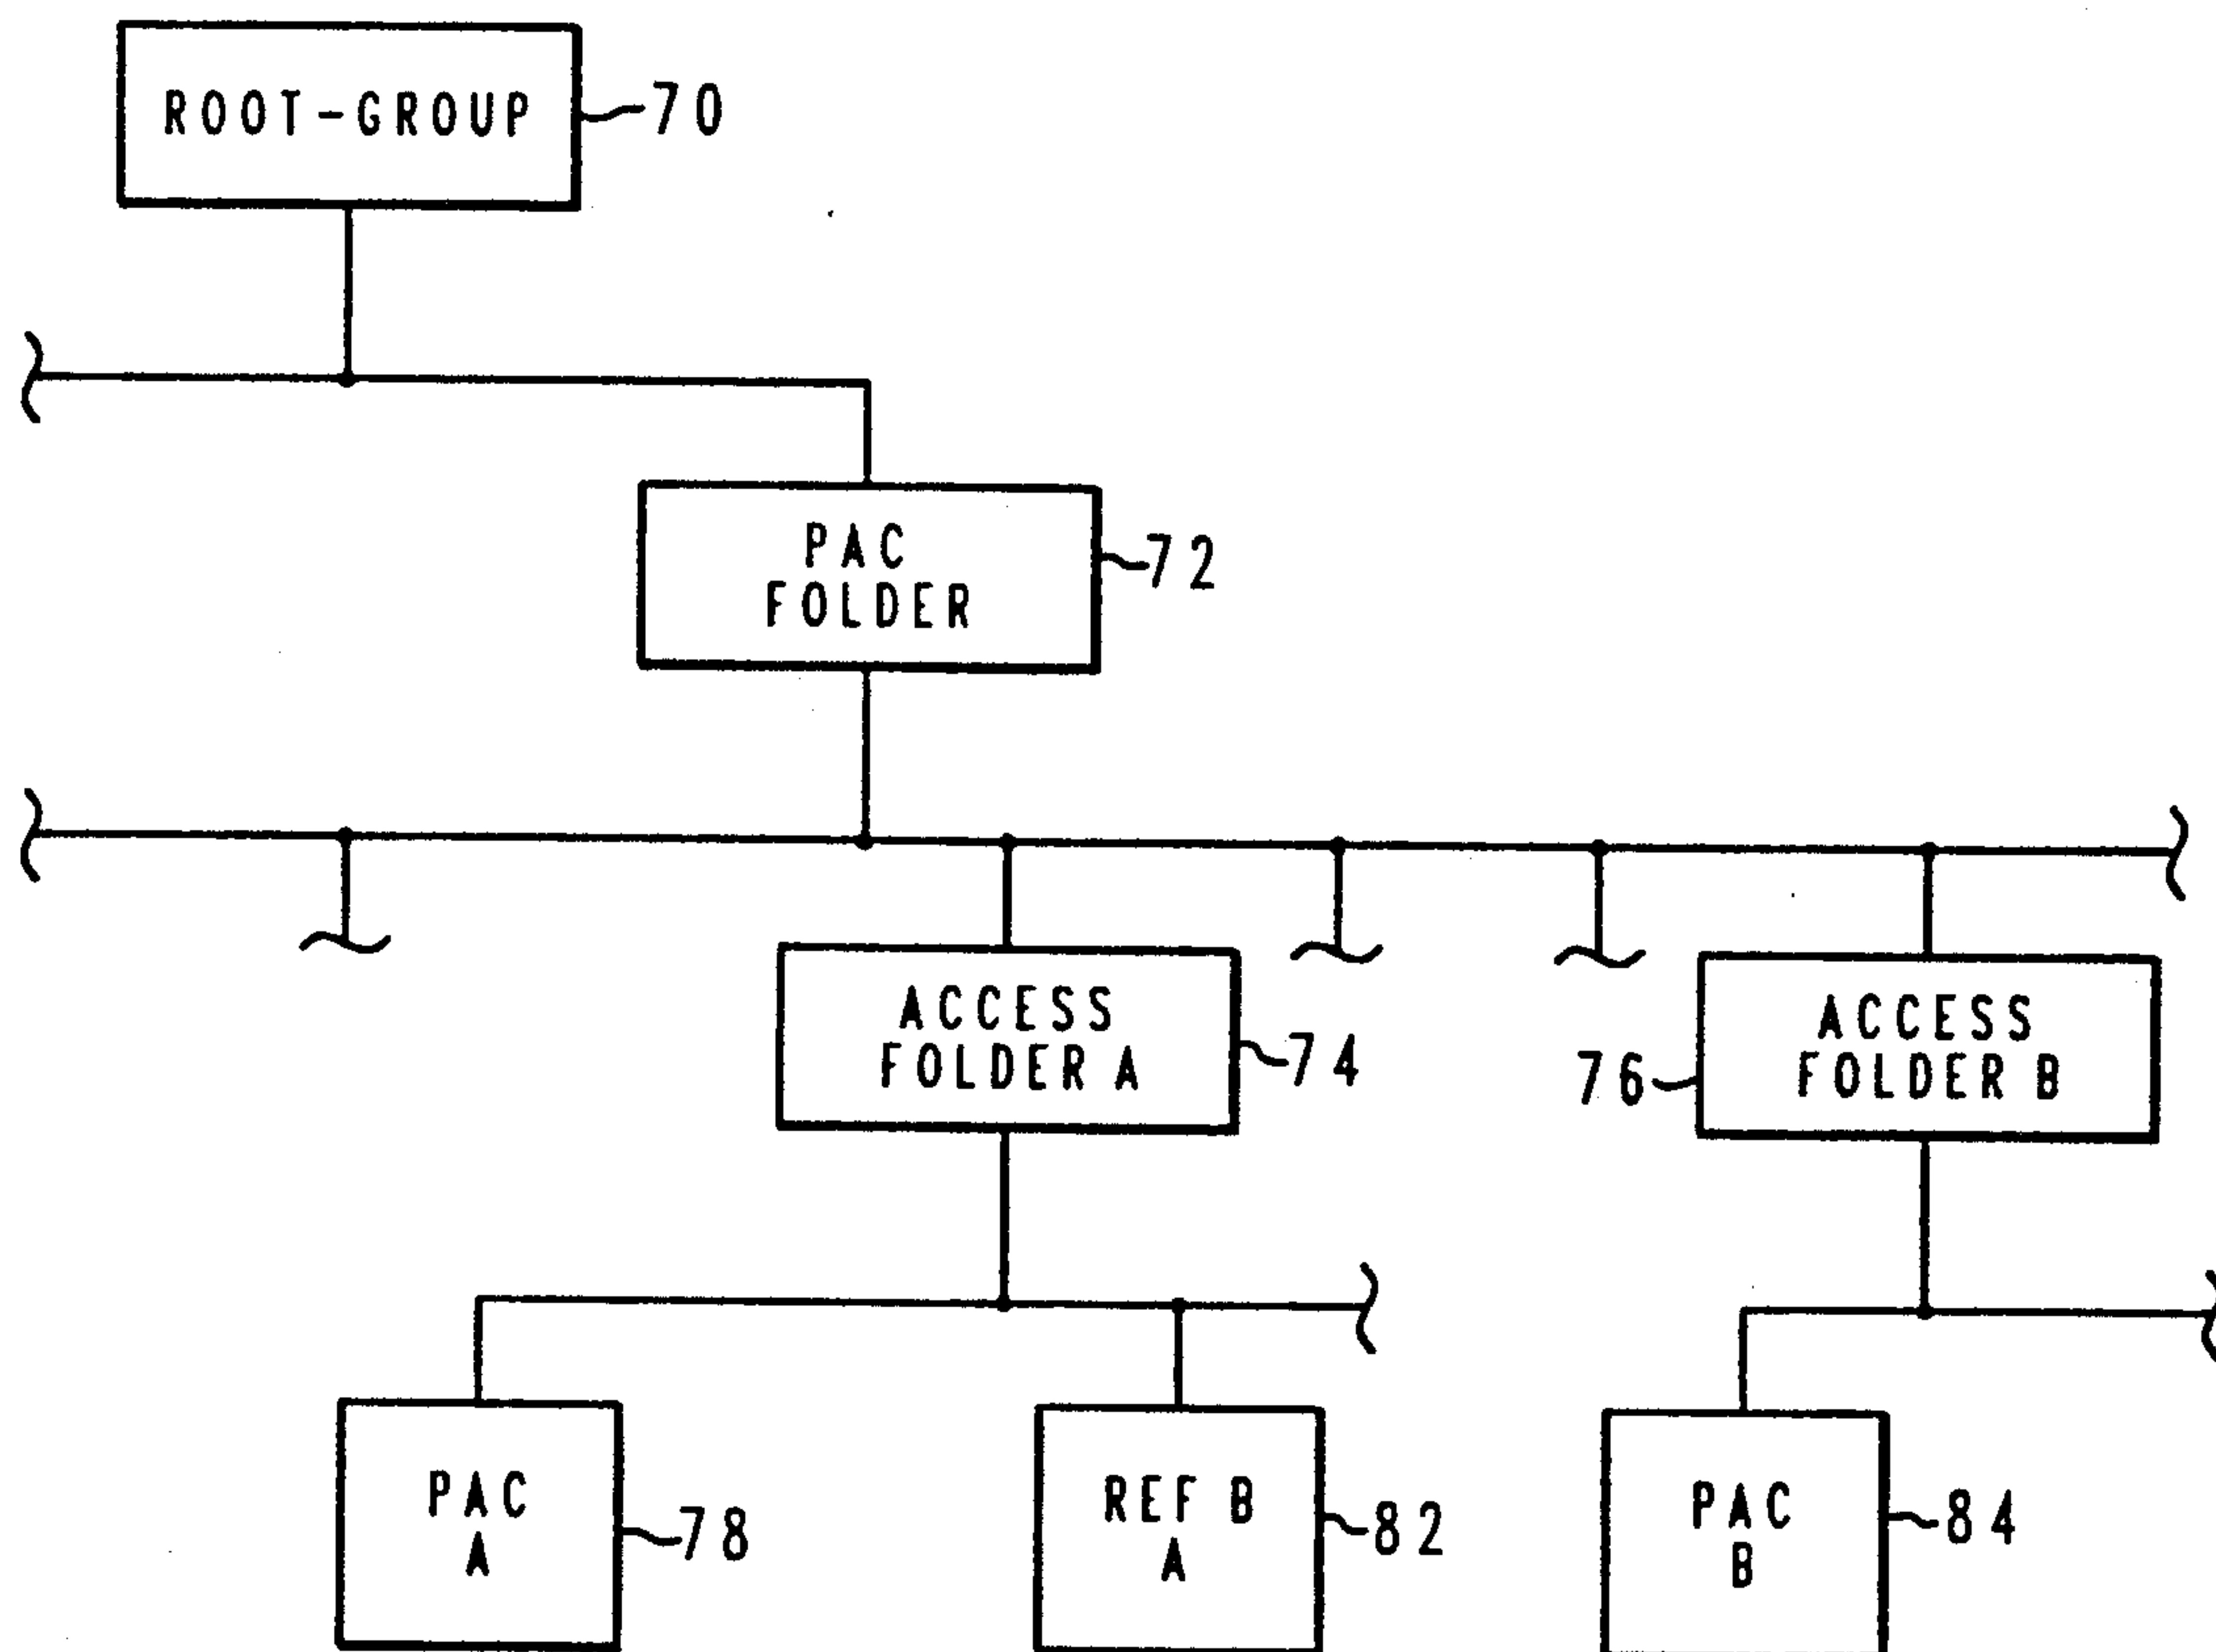 ROOT-GROUP
70
PAC
FOLDER
72
ACCESS
FOLDER A
74
76
ACCESS
FOLDER B
PAC
A
78
REF B
A
82
PAC
B
84